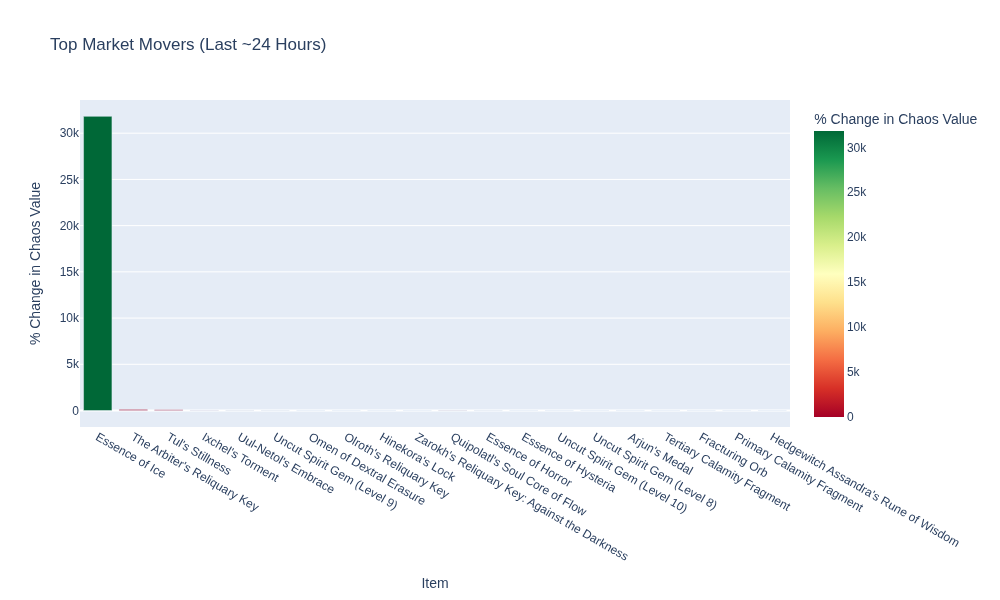 Top Market Movers (Last ~24 Hours)
% Change in Chaos Value
30k
25k
20k
15k
10k
5k
0
% Change in Chaos Value
30k
25k
20k
15k
10k
5k
0
Essence of Ice
The Arbiter's Reliquary Key
Tul's Stillness
Ixchel's Torment
Uul-Netol's Embrace
Uncut Spirit Gem (Level 9)
Omen of Dextral Erasure
Olroth's Reliquary Key
Hinekora's Lock
Zarokh's Reliquary Key: Against the Darkness
Quipolatl's Soul Core of Flow
Essence of Horror
Essence of Hysteria
Uncut Spirit Gem (Level 10)
Uncut Spirit Gem (Level 8)
Arjun's Medal
Tertiary Calamity Fragment
Fracturing Orb
Primary Calamity Fragment
Hedgewitch Assandra's Rune of Wisdom
Item